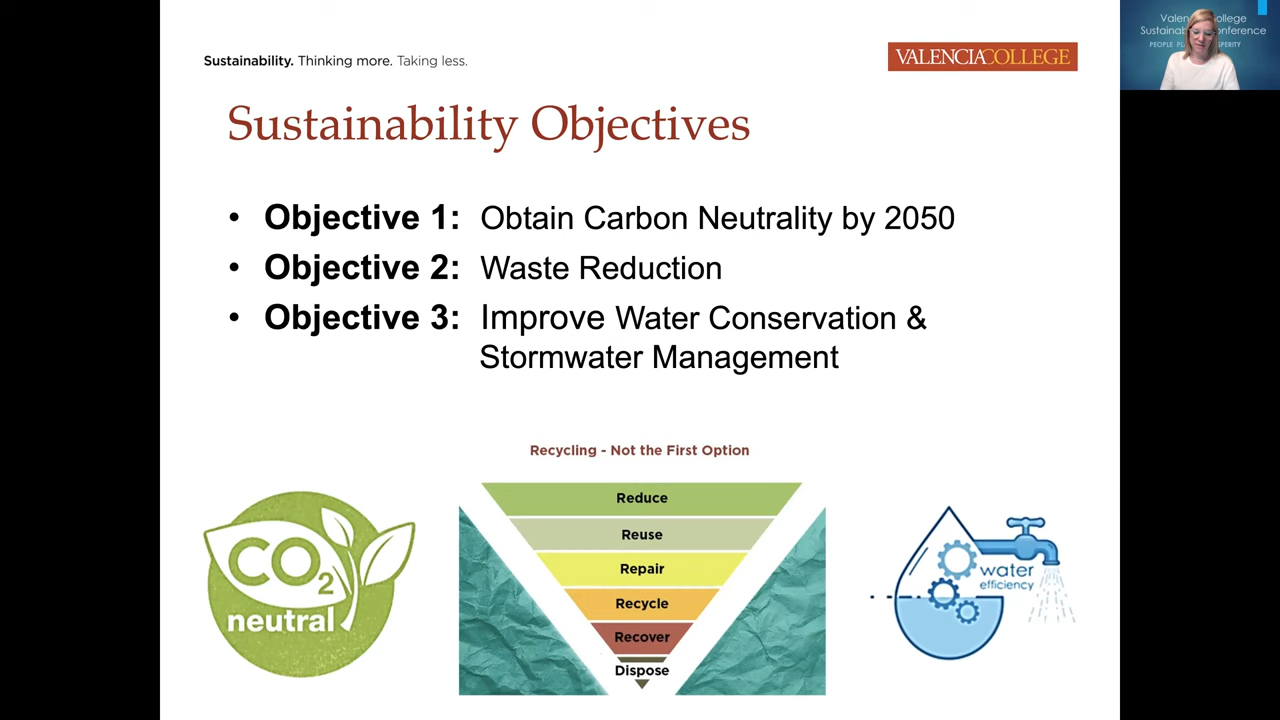 Sustainability. Thinking more. Taking less.
VALENCIACOLLEGE
Sustainability Objectives
• Objective 1: Obtain Carbon Neutrality by 2050
• Objective 2: Waste Reduction
• Objective 3: Improve Water Conservation &
Stormwater Management
Recycling - Not the First Option
Reduce
Reuse
Repair
Recycle
Recover
Dispose
CO2
neutral
water
efficiency
PEOPLE